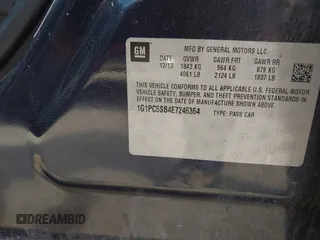 GM
MFD BY GENERAL MOTORS LLC
DATE GVWR GAWR FRT GAWR RR
12/13 1843 KG 964 KG 879 KG
4061 LB 2124 LB 1937 LB
THIS VEHICLE CONFORMS TO ALL APPLICABLE U.S. FEDERAL MOTOR
VEHICLE SAFETY, BUMPER, AND THEFT PREVENTION STANDARDS
IN EFFECT ON THE DATE OF MANUFACTURE SHOWN ABOVE.
1G1PC5SB4E7246364
TYPE: PASS CAR
DREAMBID